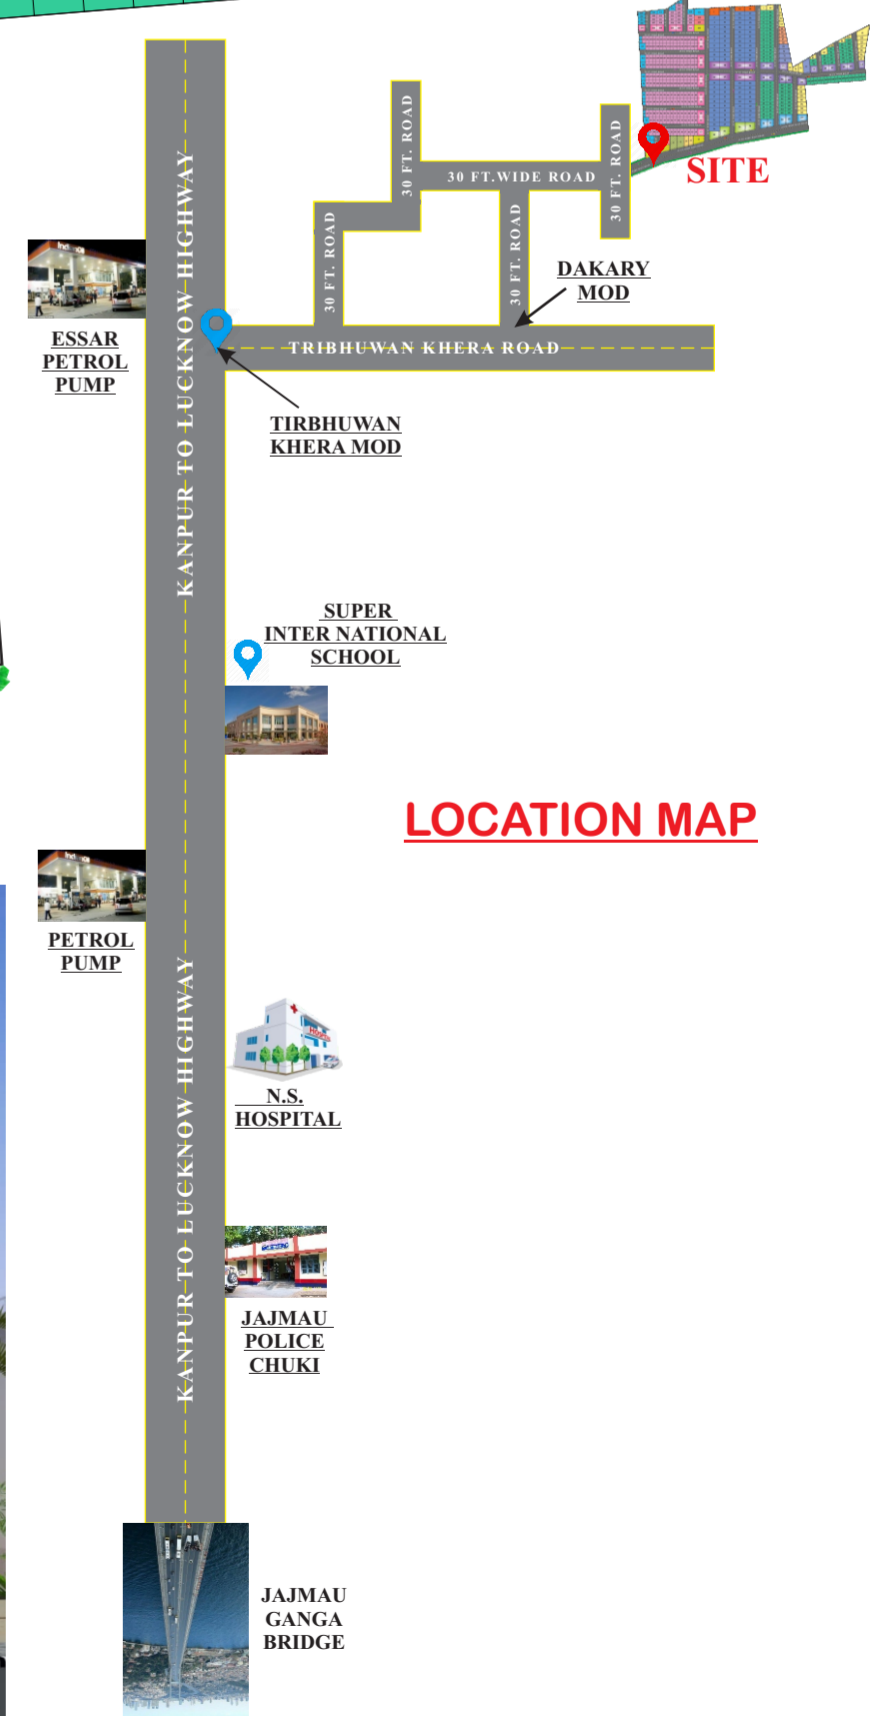 SITE
30 FT. ROAD
30 FT.WIDE ROAD
30 FT. ROAD
30 FT. ROAD
30 FT. ROAD
DAKARY
MOD
KANPUR TO LUCKNOW HIGHWAY
ESSAR
PETROL
PUMP
TRIBHUWAN KHERA ROAD
TIRBHUWAN
KHERA MOD
SUPER
INTER NATIONAL
SCHOOL
LOCATION MAP
PETROL
PUMP
KANPUR TO LUCKNOW HIGHWAY
N.S.
HOSPITAL
JAJMAU
POLICE
CHUKI
JAJMAU
GANGA
BRIDGE